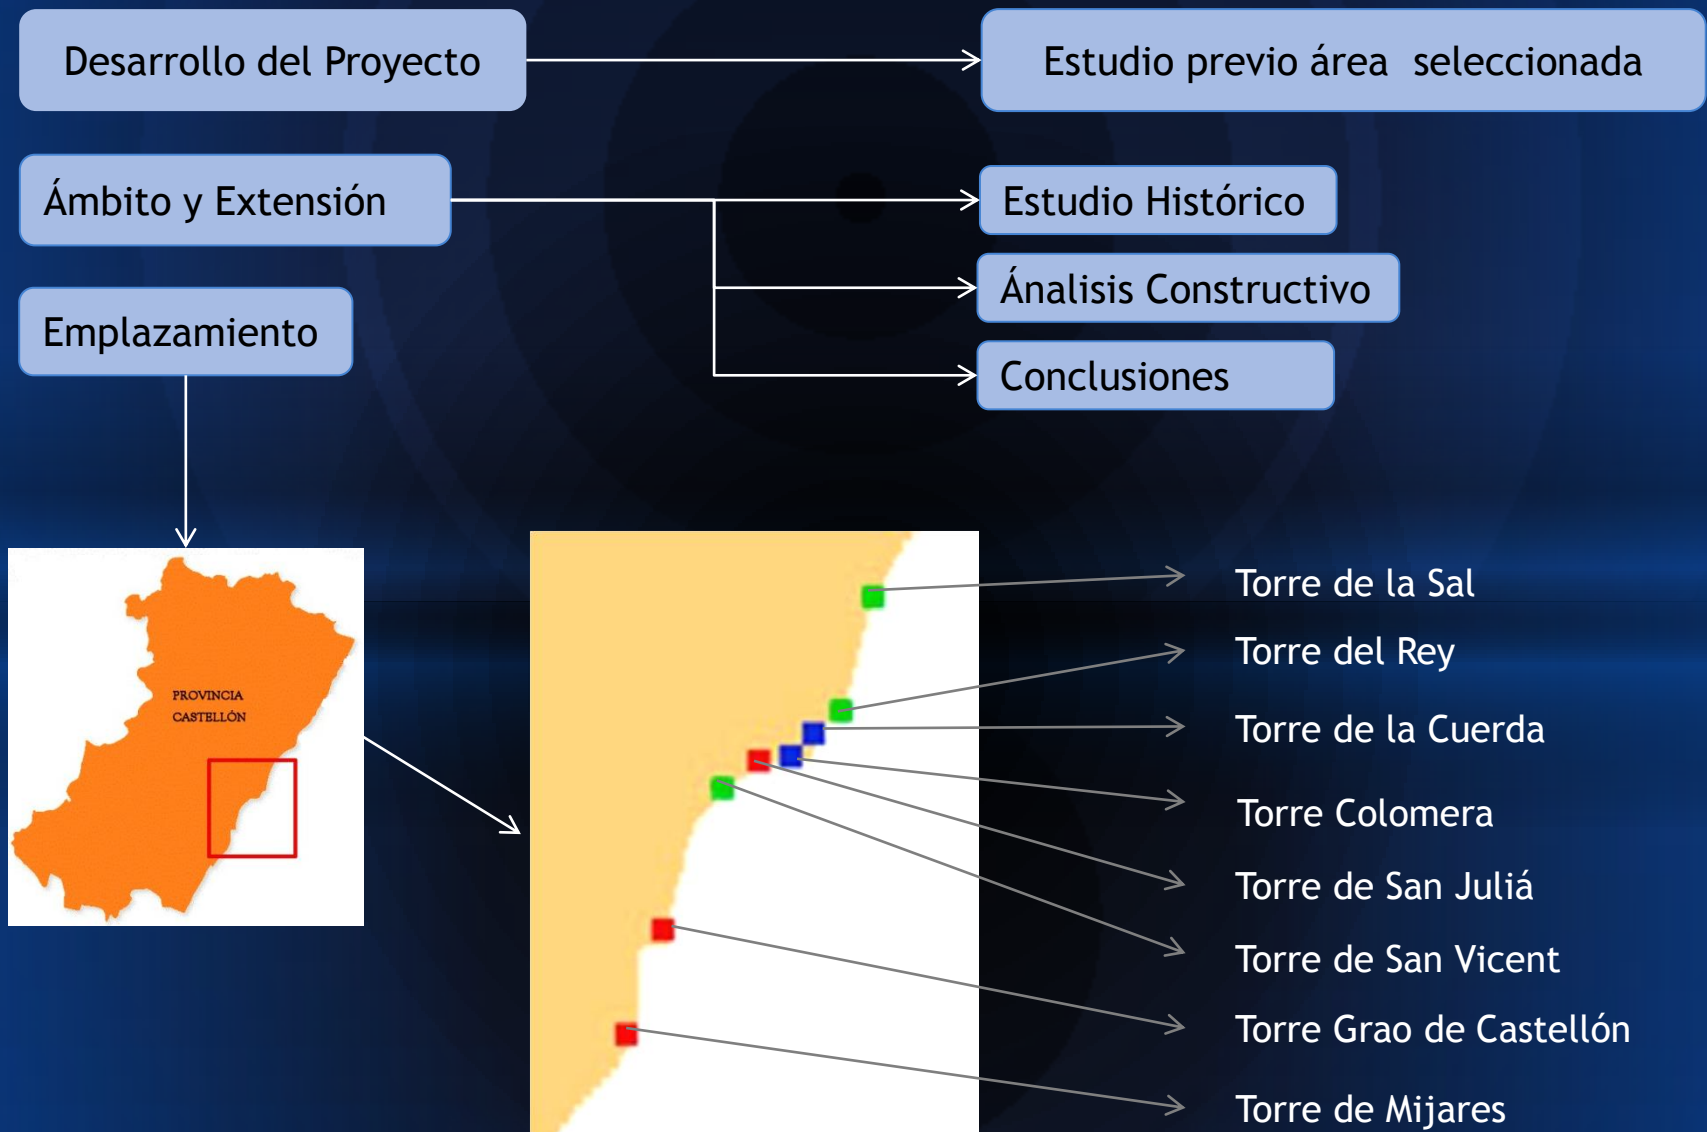 Desarrollo del Proyecto
Estudio previo área  seleccionada
Ámbito y Extensión
Estudio Histórico
Ánalisis Constructivo
Emplazamiento
Conclusiones
PROVINCIA
CASTELLÓN
Torre de la Sal
Torre del Rey
Torre de la Cuerda
Torre Colomera
Torre de San Juliá
Torre de San Vicent
Torre Grao de Castellón
Torre de Mijares